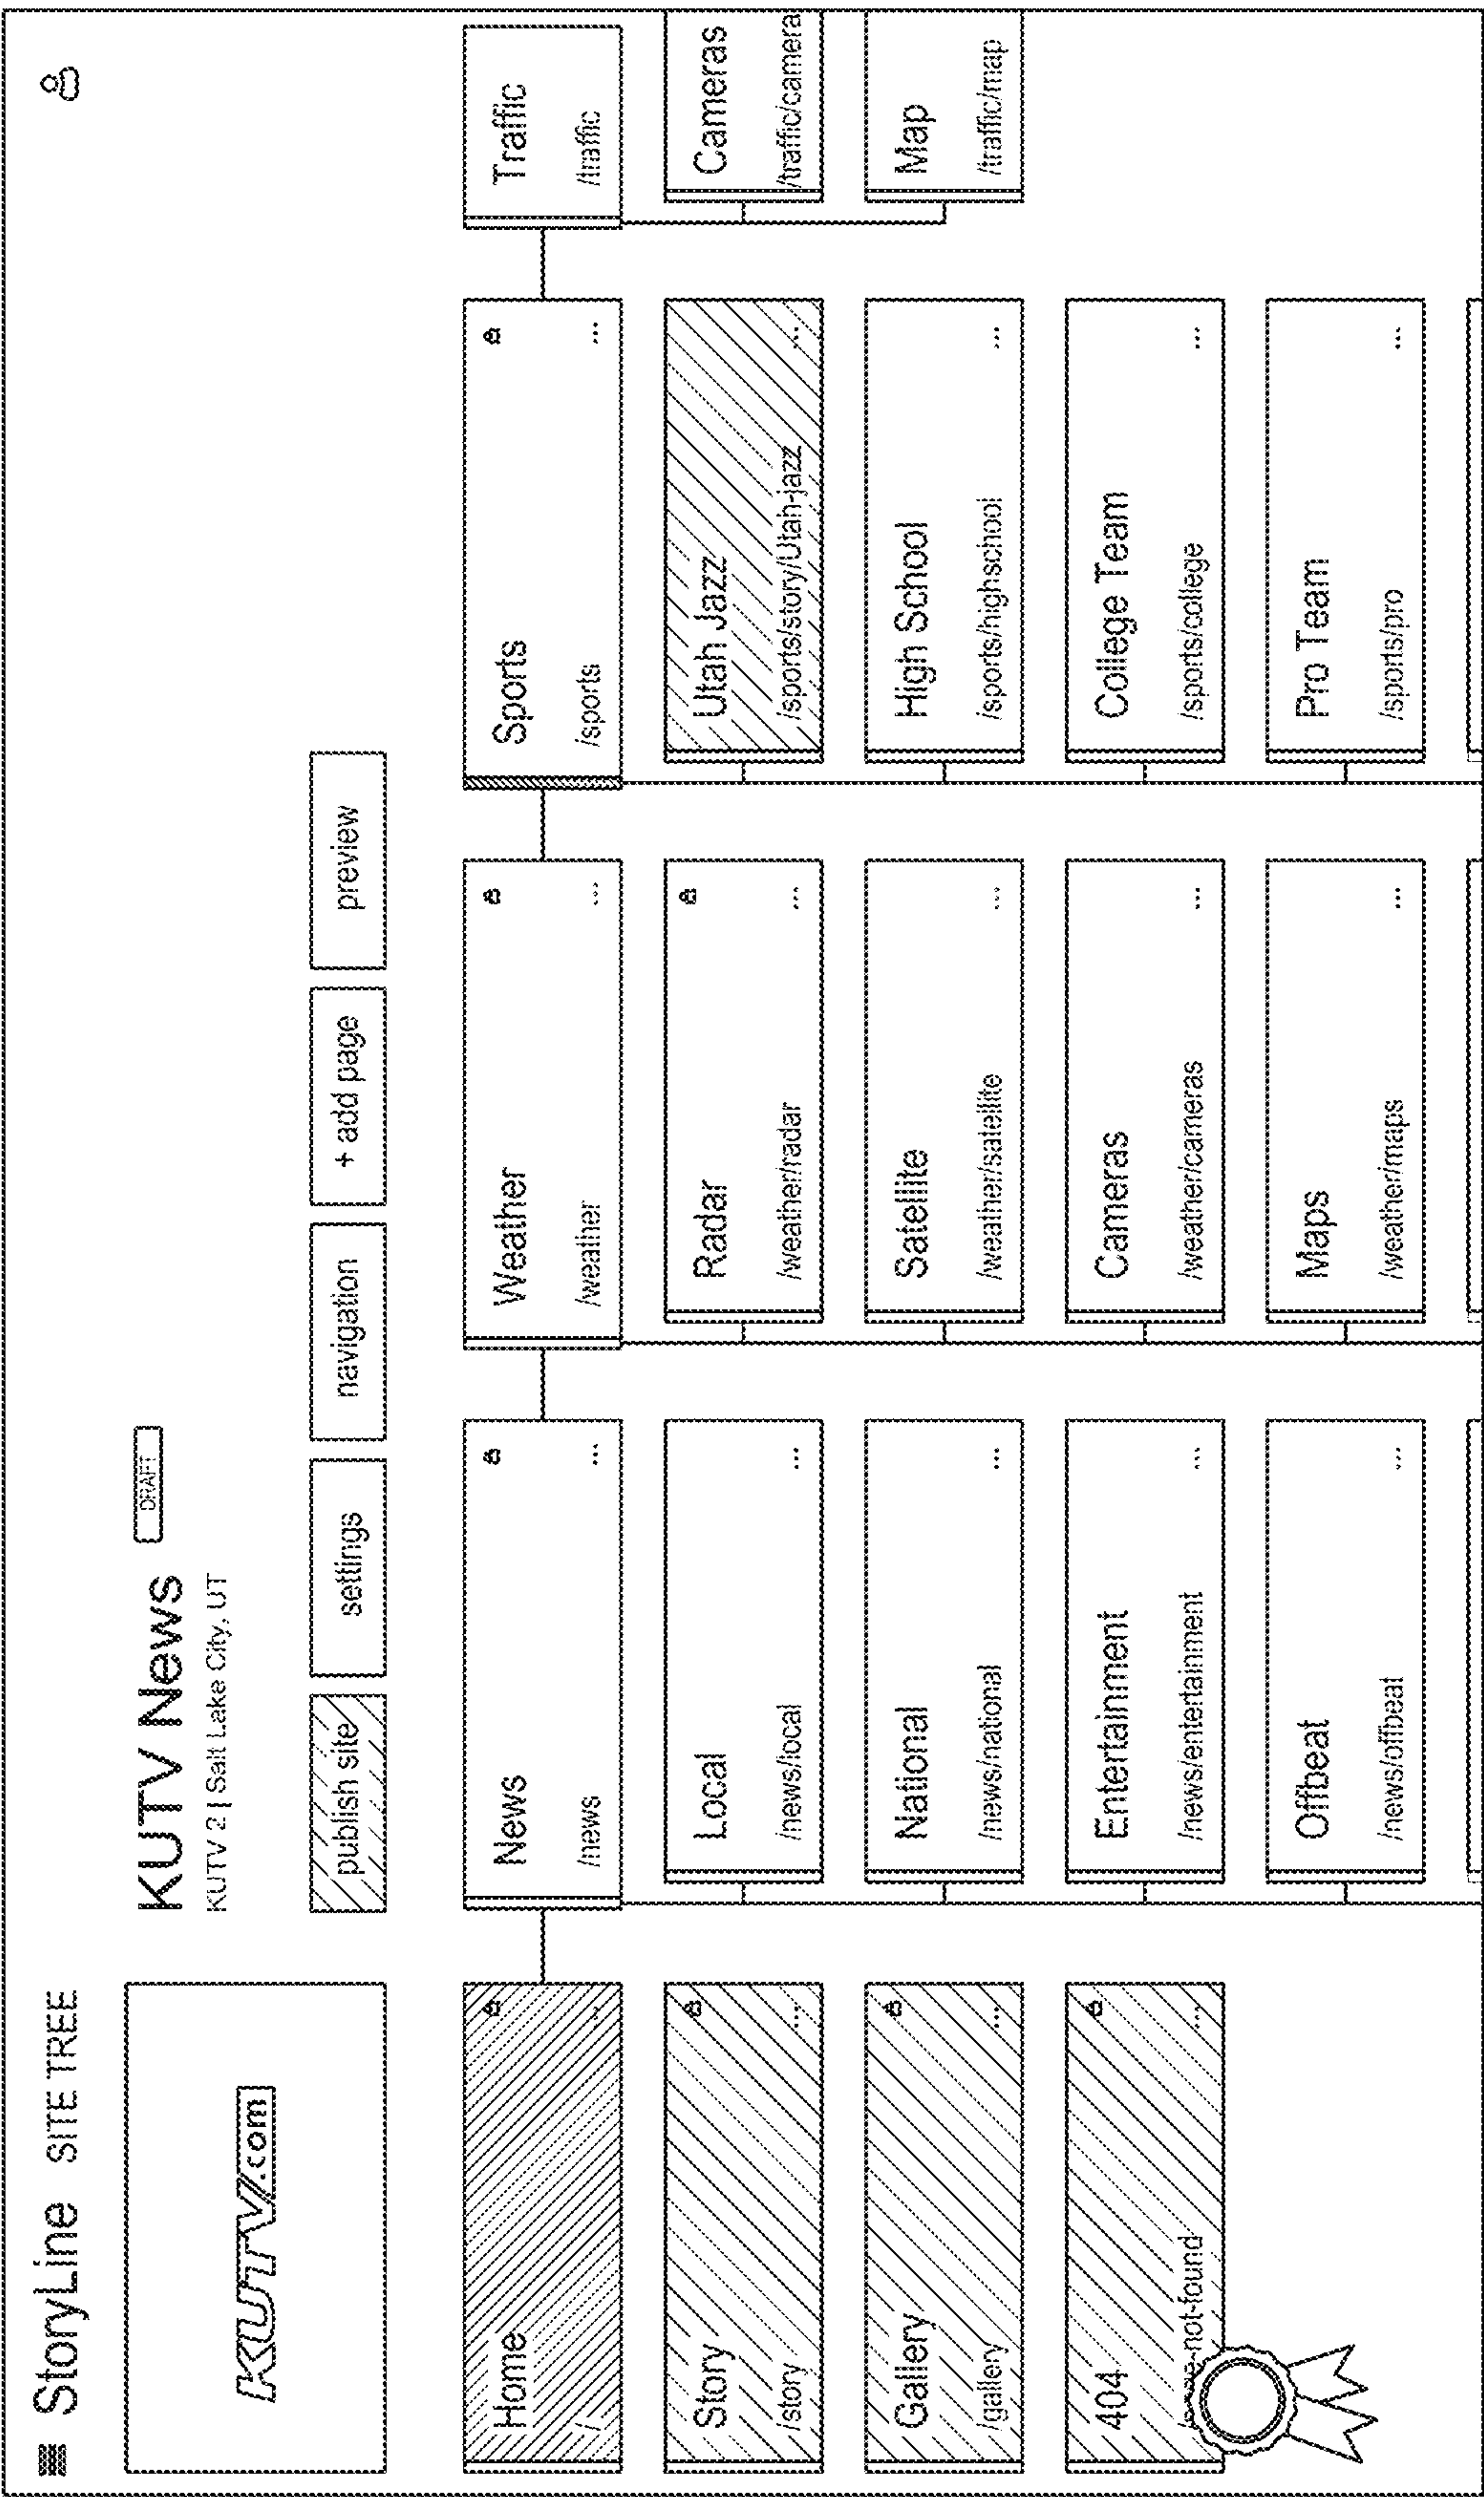 StoryLine SITE TREE
KUTV.com
KUTV News DRAFT
KUTV 2 | Salt Lake City, UT
publish site
settings
navigation
+ add page
preview
Home
/
Story
/story
Gallery
/gallery
404
-not-found
News
/news
...
Local
/news/local
...
National
/news/national
...
Entertainment
/news/entertainment
...
Offbeat
/news/offbeat
...
Weather
/weather
...
Radar
/weather/radar
...
Satellite
/weather/satellite
...
Cameras
/weather/cameras
...
Maps
/weather/maps
...
Sports
/sports
...
Utah Jazz
/sports/story/Utah-jazz
...
High School
/sports/highschool
...
College Team
/sports/college
...
Pro Team
/sports/pro
...
Traffic
/traffic
Cameras
/traffic/camera
Map
/traffic/map